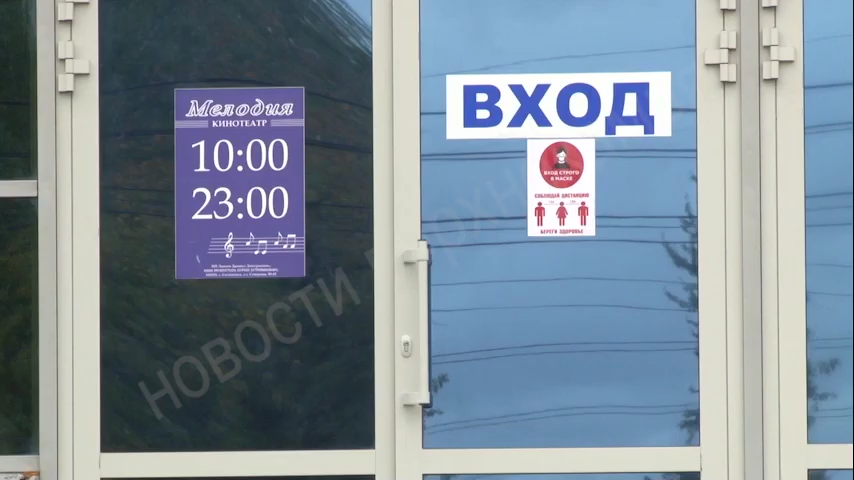 Мелодия
КИНОТЕАТР
10:00
23:00
ВХОД
ВХОД СТРОГО
В МАСКЕ
СОБЛЮДАЙ ДИСТАНЦИЮ
БЕРЕГИ ЗДОРОВЬЕ
НОВОСТИ